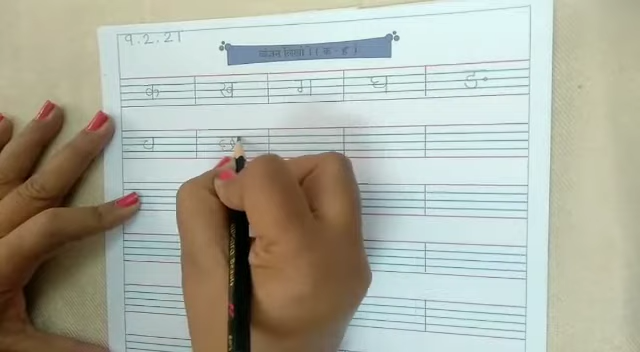 9.2.21
व्यंजन लिखो । ( क - ह )
क ख ग घ ङ
च छ